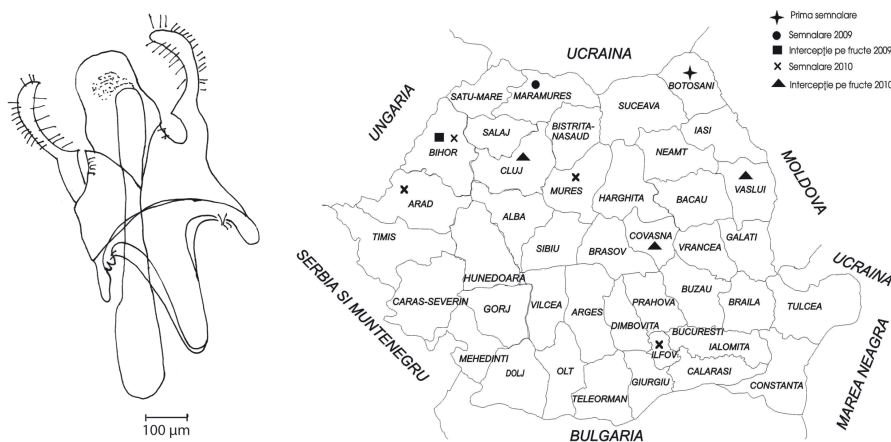 100 µm
Prima semnalare
Semnalare 2009
Intercepție pe fructe 2009
Semnalare 2010
Intercepție pe fructe 2010
UCRAINA
UNGARIA
MOLDOVA
UCRAINA
SERBIA SI MUNTENEGRU
MAREA NEAGRA
BULGARIA
SATU-MARE
MARAMURES
SUCEAVA
BOTOSANI
SALAJ
BISTRITA-
NASAUD
IASI
NEAMT
BIHOR
CLUJ
MURES
HARGHITA
BACAU
VASLUI
ARAD
ALBA
TIMIS
SIBIU
BRASOV
COVASNA
VRANCEA
GALATI
HUNEDOARA
CARAS-SEVERIN
GORJ
VILCEA
ARGES
PRAHOVA
BUZAU
BRAILA
TULCEA
DIMBOVITA
BUCURESTI
ILFOV
IALOMITA
MEHEDINTI
DOLJ
OLT
TELEORMAN
GIURGIU
CALARASI
CONSTANTA